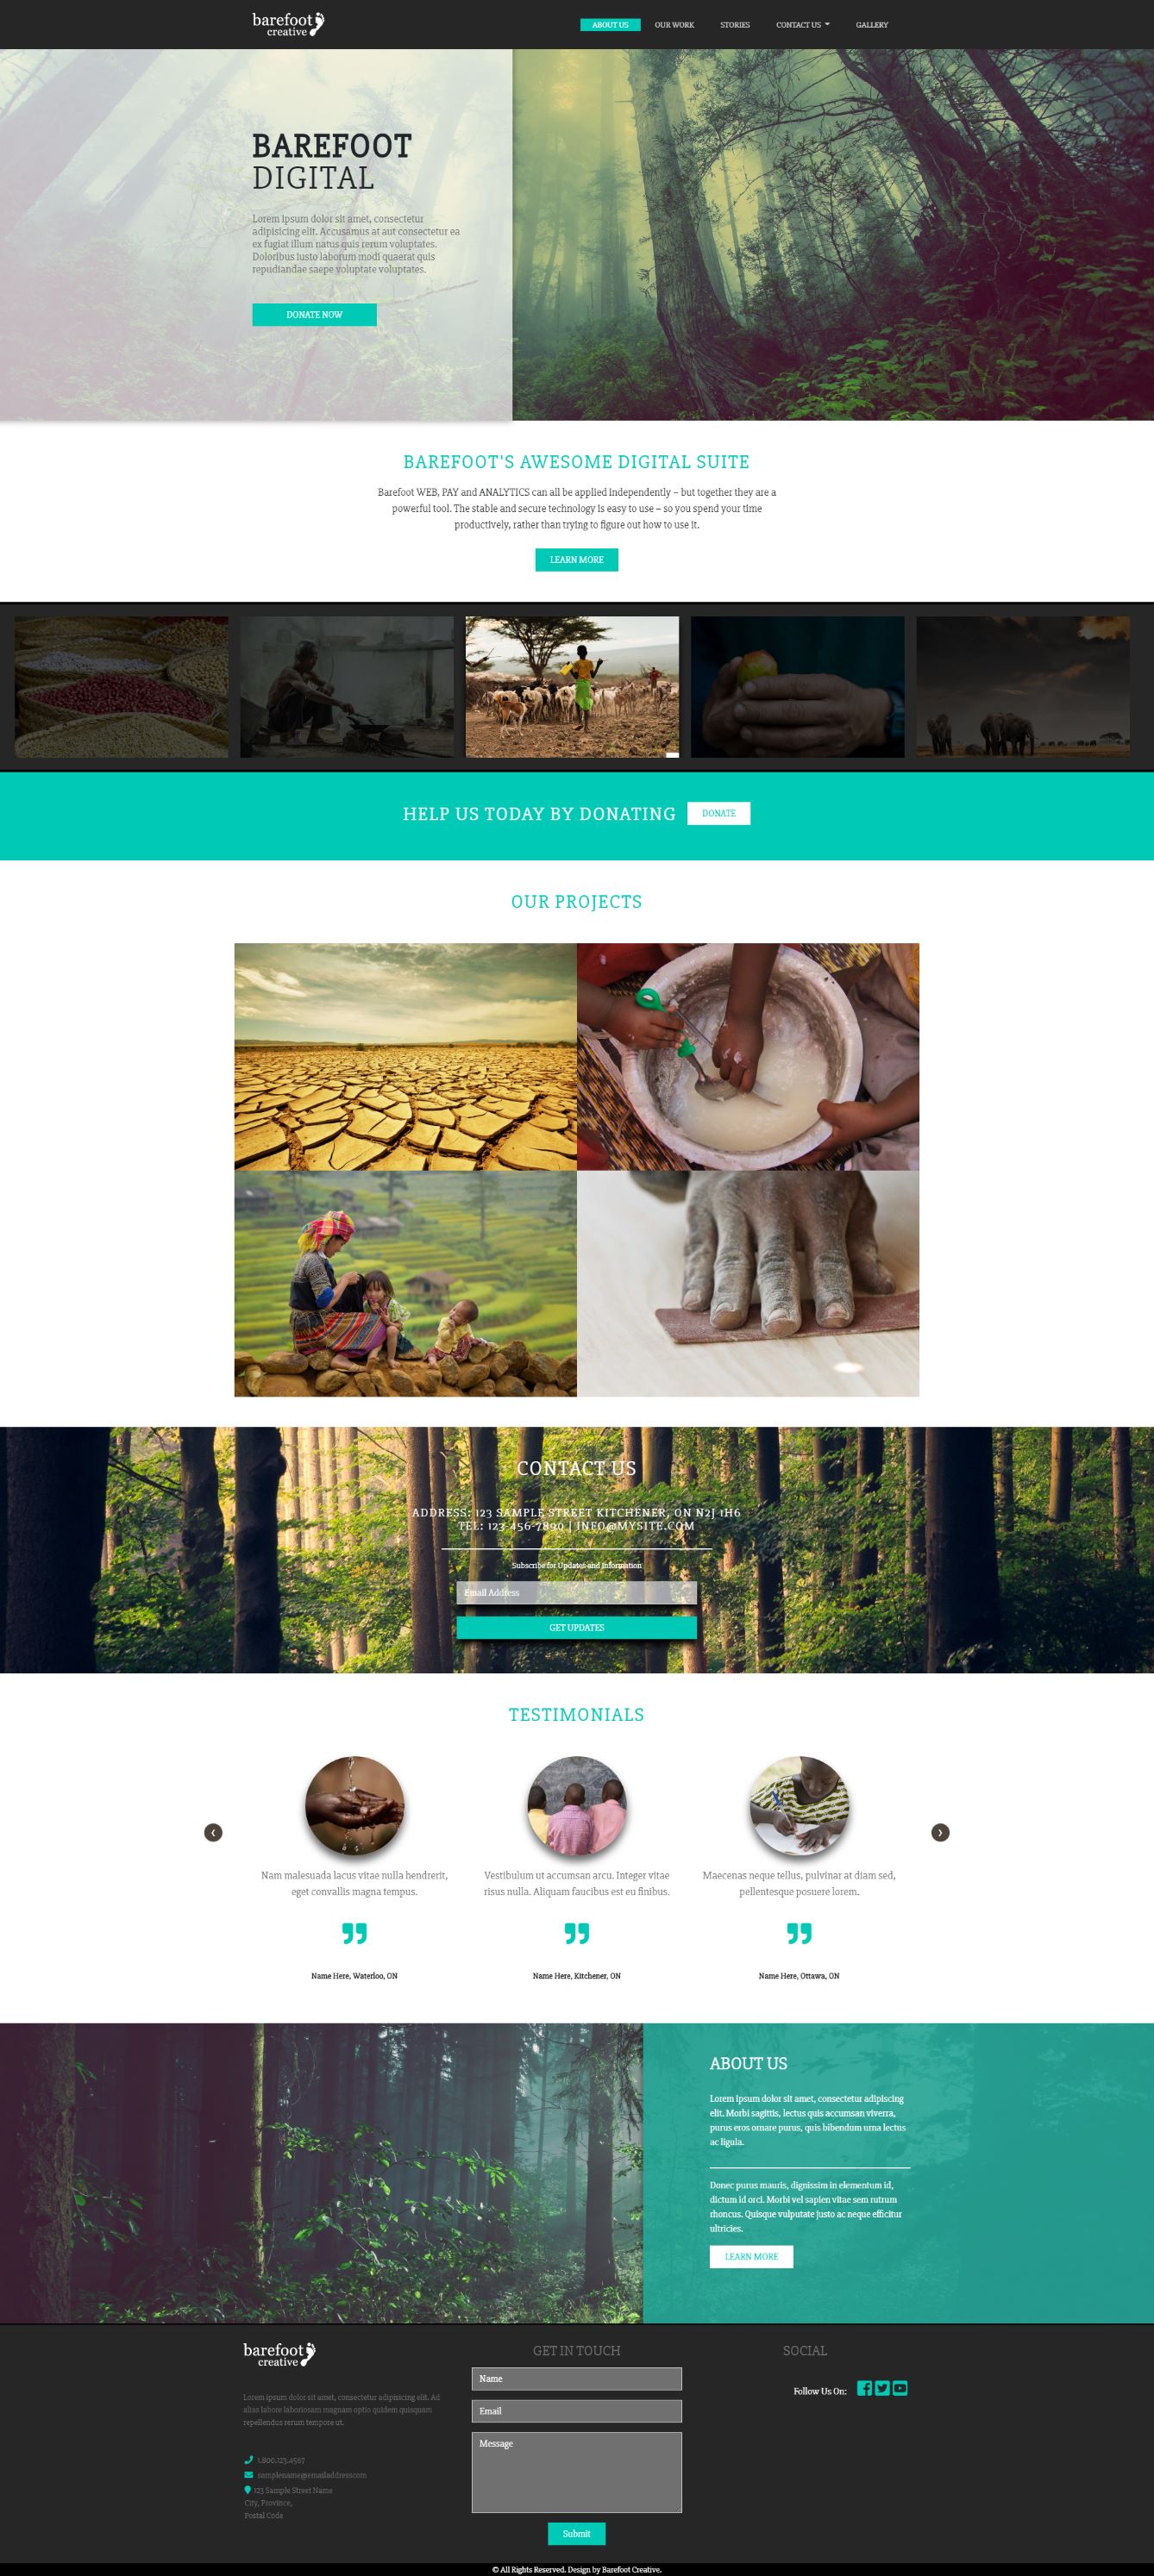 barefoot
creative
ABOUT US
OUR WORK
STORIES
CONTACT US
GALLERY
BAREFOOT
DIGITAL
Lorem ipsum dolor sit amet, consectetur
adipisicing elit. Accusamus at aut consectetur ea
ex fugiat illum natus quis rerum voluptates.
Doloribus iusto laborum modi quaerat quis
repudiandae saepe voluptate voluptates.
DONATE NOW
BAREFOOT'S AWESOME DIGITAL SUITE
Barefoot WEB, PAY and ANALYTICS can all be applied independently – but together they are a
powerful tool. The stable and secure technology is easy to use – so you spend your time
productively, rather than trying to figure out how to use it.
LEARN MORE
HELP US TODAY BY DONATING
DONATE
OUR PROJECTS
CONTACT US
ADDRESS: 123 SAMPLE STREET KITCHENER, ON N2J 1H6
TEL: 123-456-7890 | INFO@MYSITE.COM
Subscribe for Updates and Information
Email Address
GET UPDATES
TESTIMONIALS
Nam malesuada lacus vitae nulla hendrerit,
eget convallis magna tempus.
Name Here, Waterloo, ON
Vestibulum ut accumsan arcu. Integer vitae
risus nulla. Aliquam faucibus est eu finibus.
Name Here, Kitchener, ON
Maecenas neque tellus, pulvinar at diam sed,
pellentesque posuere lorem.
Name Here, Ottawa, ON
ABOUT US
Lorem ipsum dolor sit amet, consectetur adipiscing
elit. Morbi sagittis, lectus quis accumsan viverra,
purus eros ornare purus, quis bibendum urna lectus
ac ligula.
Donec purus mauris, dignissim in elementum id,
dictum id orci. Morbi vel sapien vitae sem rutrum
rhoncus. Quisque vulputate justo ac neque efficitur
ultricies.
LEARN MORE
barefoot
creative
Lorem ipsum dolor sit amet, consectetur adipisicing elit. Ad
alias labore laboriosam magnam optio quidem quisquam
repellendus rerum tempore ut.
1.800.123.4567
samplename@emailaddress.com
123 Sample Street Name
City, Province,
Postal Code
GET IN TOUCH
Name
Email
Message
Submit
SOCIAL
Follow Us On:
© All Rights Reserved. Design by Barefoot Creative.